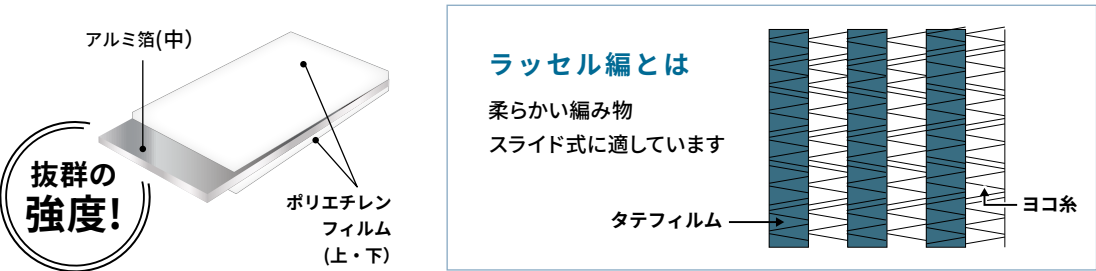 アルミ箔(中)
抜群の
強度!
ポリエチレン
フィルム
(上・下)
ラッセル編とは
柔らかい編み物
スライド式に適しています
タテフィルム
ヨコ糸